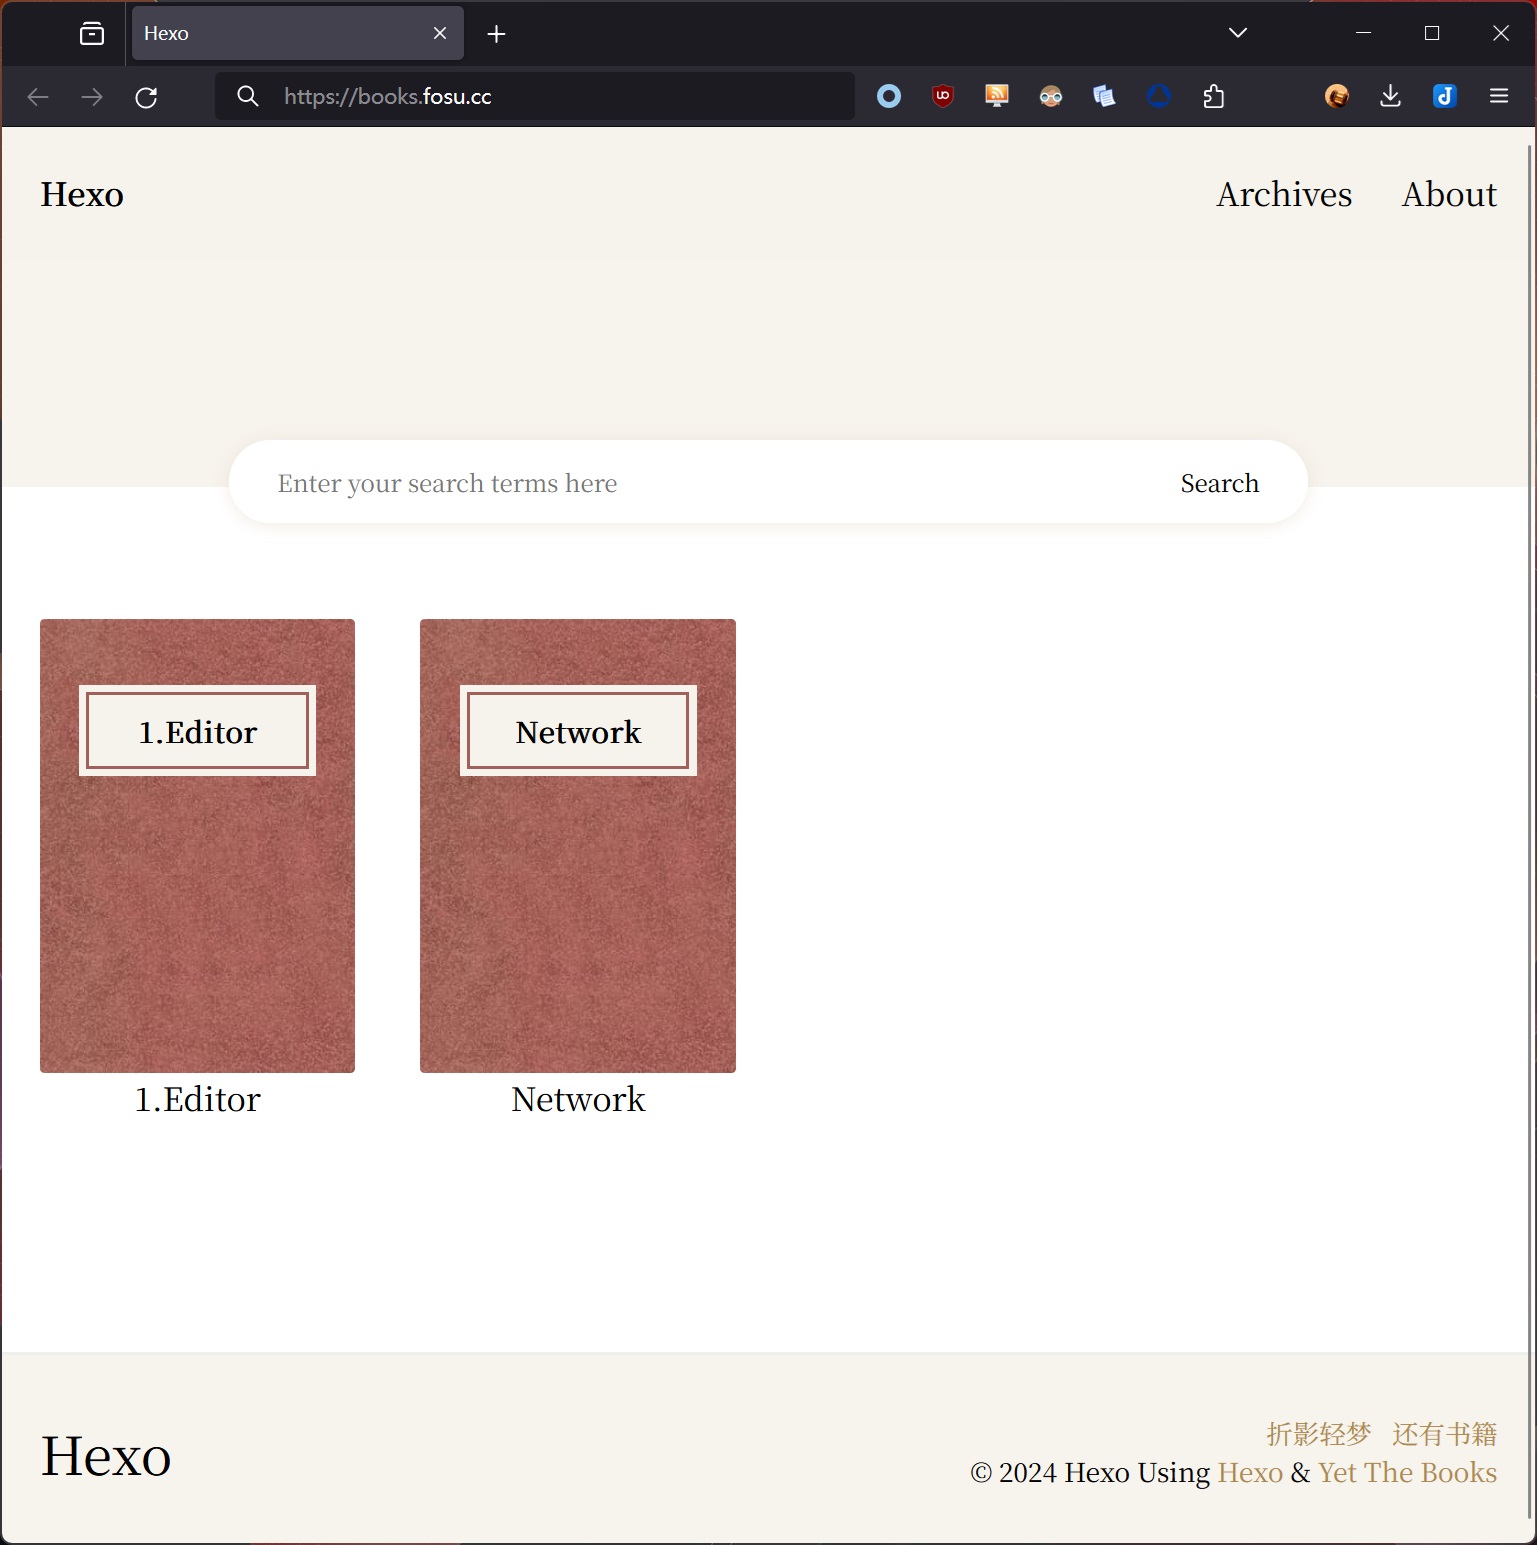 Hexo
https://books.fosu.cc
Hexo
Archives
About
Enter your search terms here
Search
1.Editor
Network
1.Editor
Network
Hexo
折影轻梦 还有书籍
© 2024 Hexo Using Hexo & Yet The Books